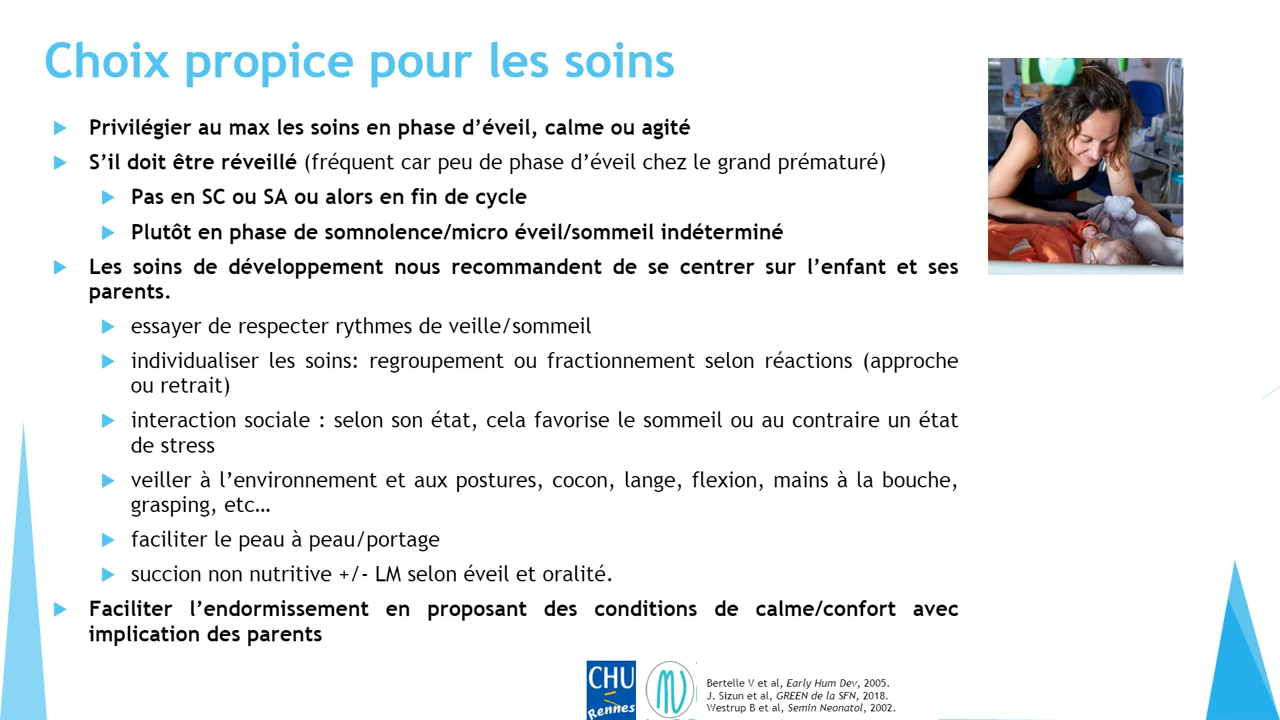 Choix propice pour les soins
Privilégier au max les soins en phase d’éveil, calme ou agité
S’il doit être réveillé (fréquent car peu de phase d’éveil chez le grand prématuré)
Pas en SC ou SA ou alors en fin de cycle
Plutôt en phase de somnolence/micro éveil/sommeil indéterminé
Les soins de développement nous recommandent de se centrer sur l’enfant et ses
parents.
essayer de respecter rythmes de veille/sommeil
individualiser les soins: regroupement ou fractionnement selon réactions (approche
ou retrait)
interaction sociale : selon son état, cela favorise le sommeil ou au contraire un état
de stress
veiller à l’environnement et aux postures, cocon, lange, flexion, mains à la bouche,
grasping, etc…
faciliter le peau à peau/portage
succion non nutritive +/- LM selon éveil et oralité.
Faciliter l’endormissement en proposant des conditions de calme/confort avec
implication des parents
CHU
Rennes
Bertelle V et al, Early Hum Dev, 2005.
J. Sizun et al, GREEN de la SFN, 2018.
Westrup B et al, Semin Neonatol, 2002.